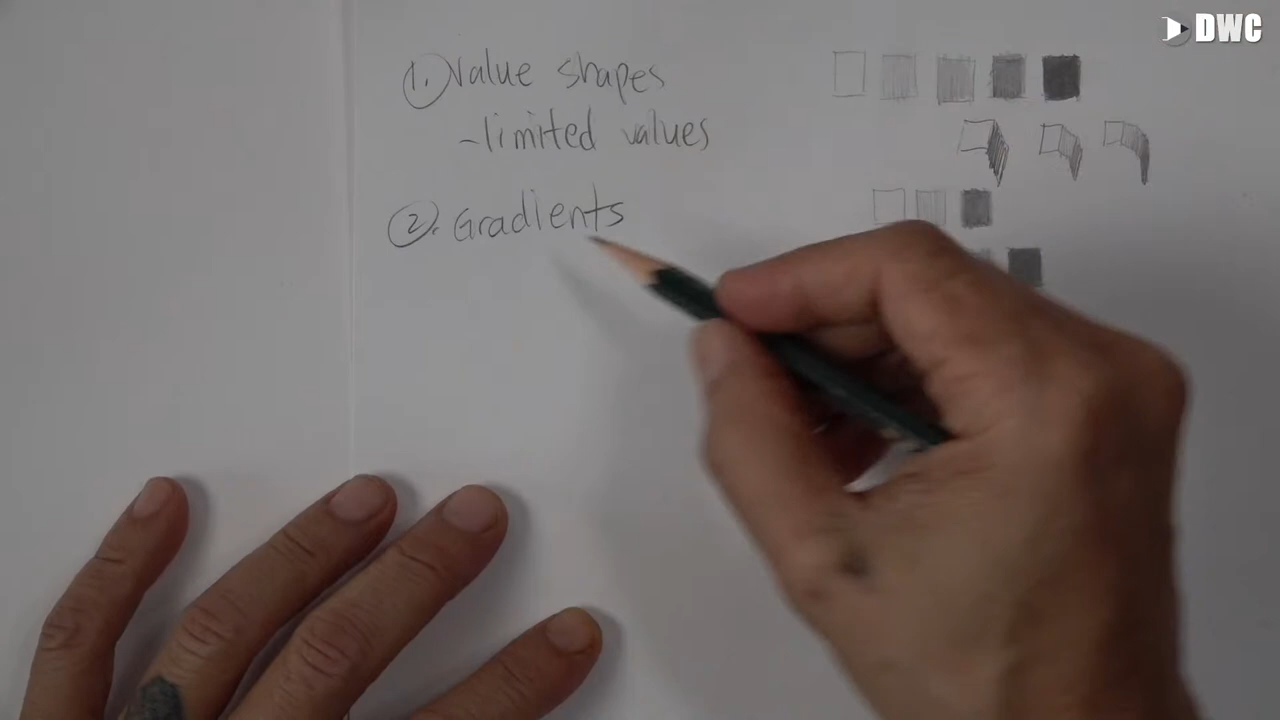 1. Value shapes
- limited values
2. Gradients
DWC